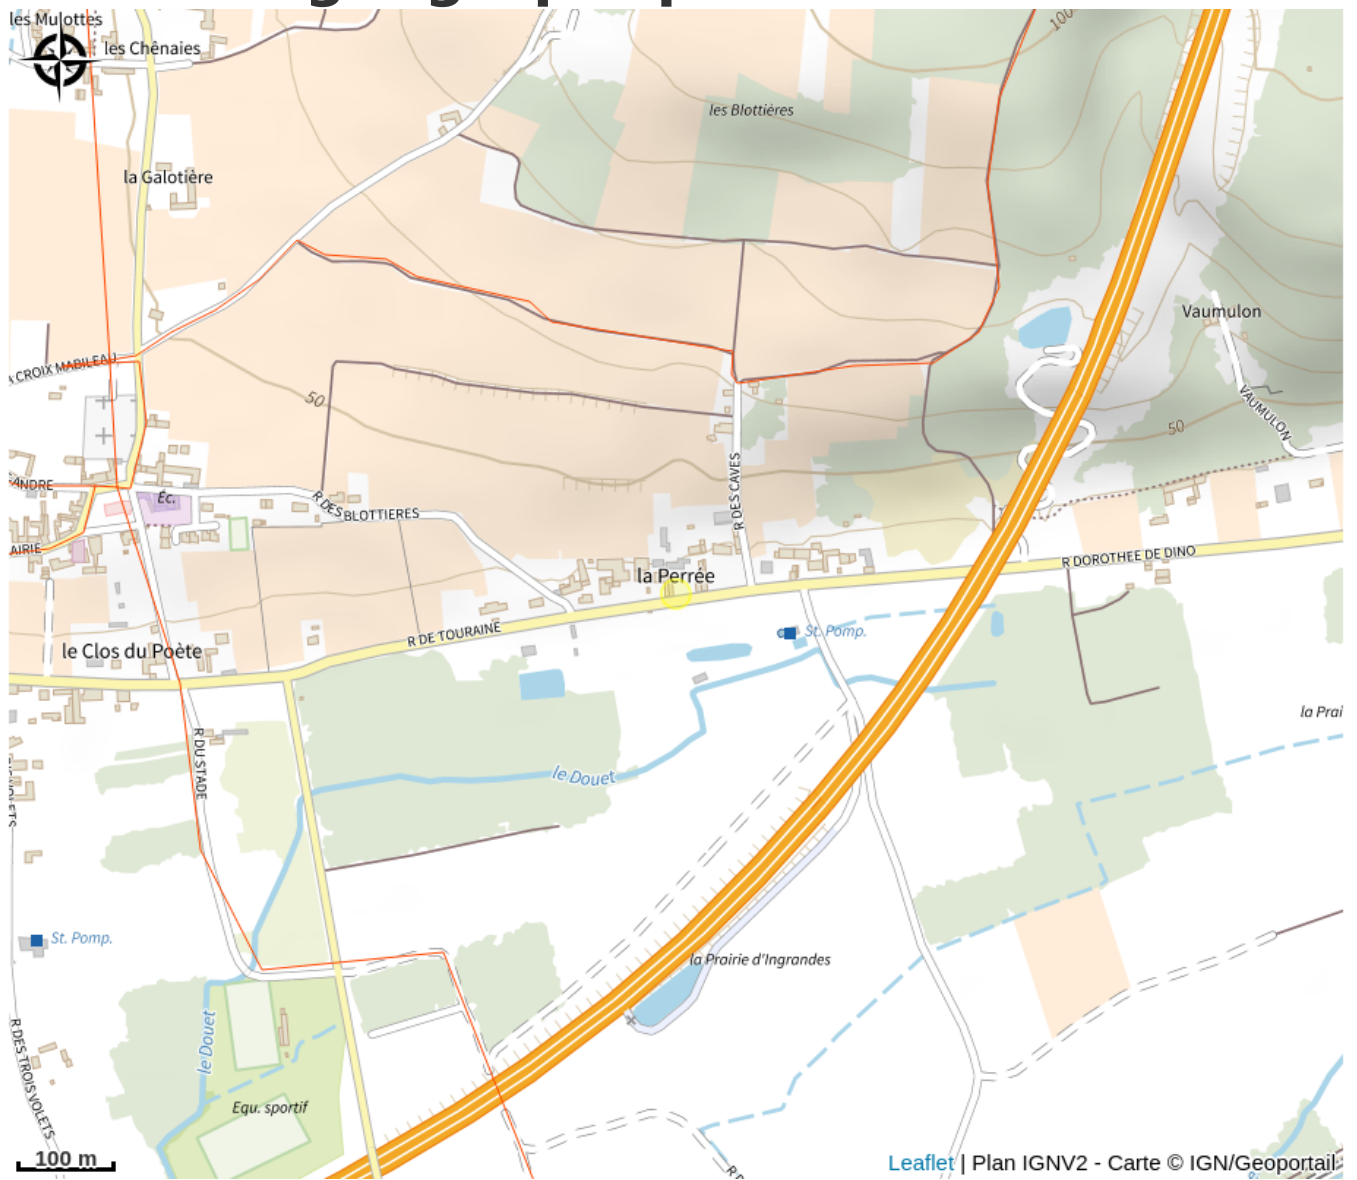 les Mulottes
les Chênaies
100
les Blottières
la Galotière
Vaumulon
CROIX MABILEAU
50
VAUMULON
50
ANDRE
Éc.
R DES BLOTTIERES
R DES CAVES
AIRIE
la Perrée
R DOROTHEE DE DINO
R DE TOURAINE
St. Pomp.
le Clos du Poète
la Prai
R DU STADE
le Douet
St. Pomp.
la Prairie d'Ingrandes
le Douet
R DES TROIS VOLETS
Equ. sportif
100 m
Leaflet | Plan IGNV2 - Carte © IGN/Geoportail